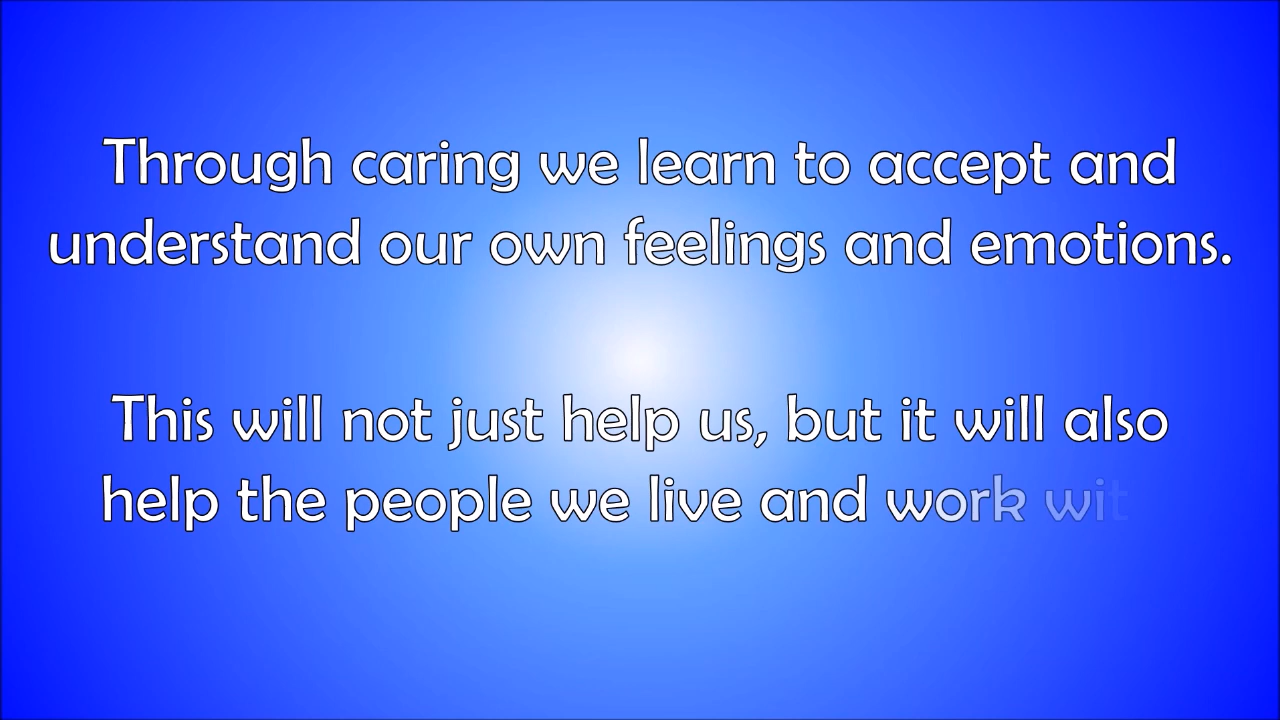 Through caring we learn to accept and
understand our own feelings and emotions.
This will not just help us, but it will also
help the people we live and work wit